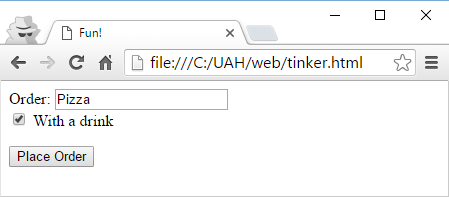 Fun!
file:///C:/UAH/web/tinker.html
Order: Pizza
With a drink
Place Order